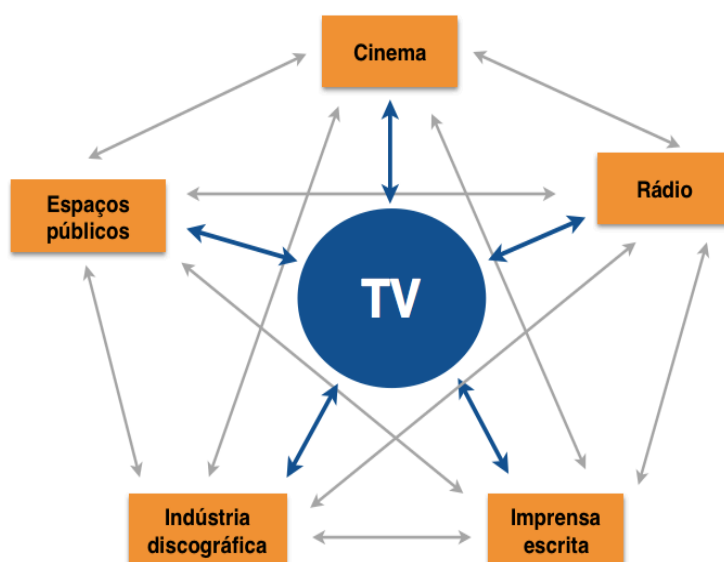 Cinema
Espaços
públicos
Rádio
TV
Indústria
discográfica
Imprensa
escrita